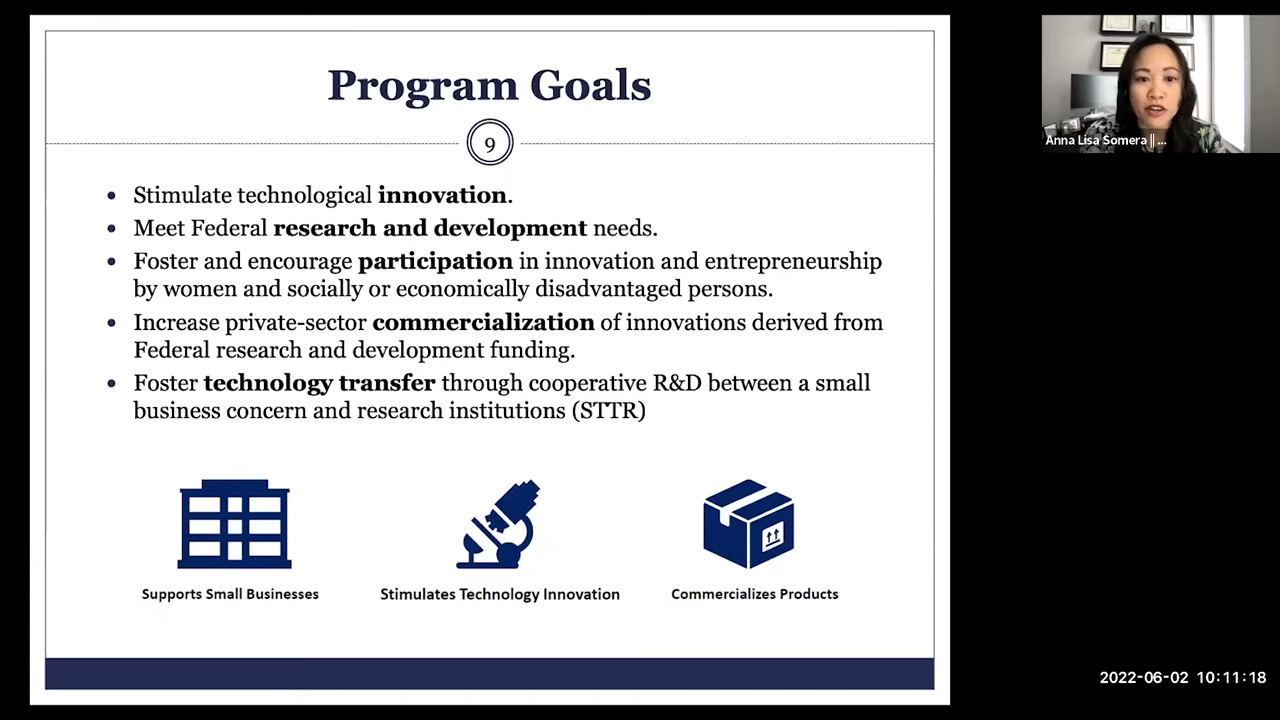 Program Goals
9
• Stimulate technological innovation.
• Meet Federal research and development needs.
• Foster and encourage participation in innovation and entrepreneurship
by women and socially or economically disadvantaged persons.
• Increase private-sector commercialization of innovations derived from
Federal research and development funding.
• Foster technology transfer through cooperative R&D between a small
business concern and research institutions (STTR)
Supports Small Businesses
Stimulates Technology Innovation
Commercializes Products
Anna Lisa Somera || ...
2022-06-02 10:11:18